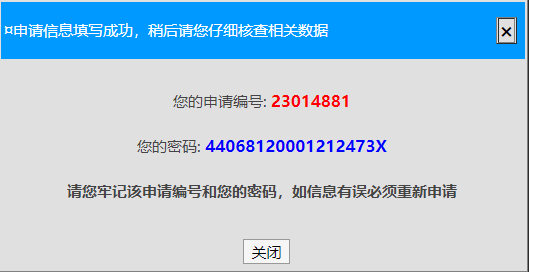 ¤申请信息填写成功，稍后请您仔细核查相关数据
×
您的申请编号: 23014881
您的密码: 44068120001212473X
请您牢记该申请编号和您的密码，如信息有误必须重新申请
关闭